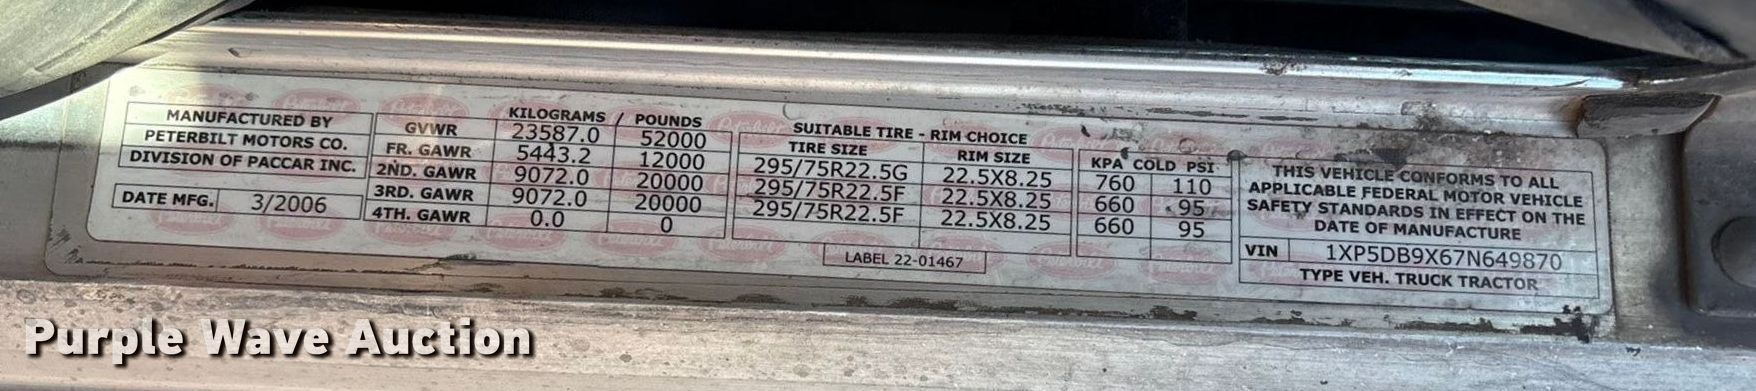 MANUFACTURED BY
PETERBILT MOTORS CO.
DIVISION OF PACCAR INC.
DATE MFG. 3/2006
KILOGRAMS / POUNDS
GVWR 23587.0 52000
FR. GAWR 5443.2 12000
2ND. GAWR 9072.0 20000
3RD. GAWR 9072.0 20000
4TH. GAWR 0.0 0
SUITABLE TIRE - RIM CHOICE
TIRE SIZE RIM SIZE KPA COLD PSI
295/75R22.5G 22.5X8.25 760 110
295/75R22.5F 22.5X8.25 660 95
295/75R22.5F 22.5X8.25 660 95
LABEL 22-01467
THIS VEHICLE CONFORMS TO ALL
APPLICABLE FEDERAL MOTOR VEHICLE
SAFETY STANDARDS IN EFFECT ON THE
DATE OF MANUFACTURE
VIN 1XP5DB9X67N649870
TYPE VEH. TRUCK TRACTOR
Purple Wave Auction